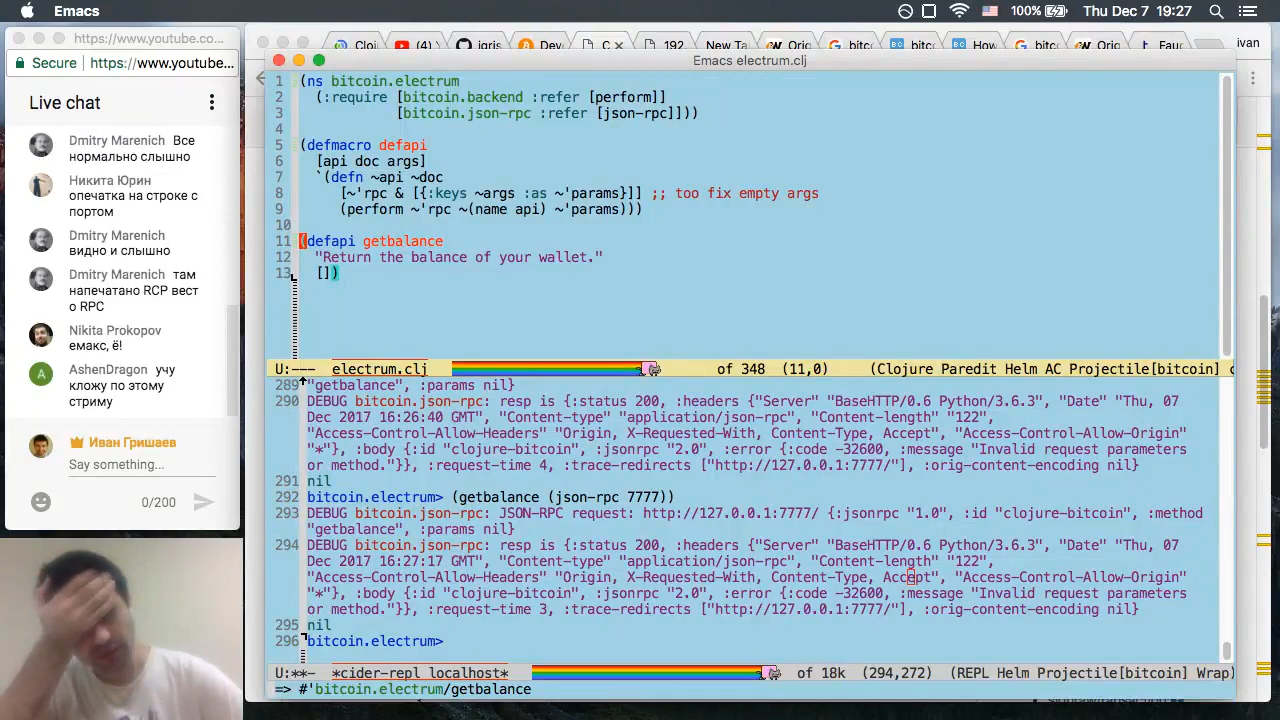 Emacs
100%
Thu Dec 7 19:27
https://www.youtube.co...
Secure
https://www.youtube...
Live chat
Dmitry Marenich Все
нормально слышно
Никита Юрин
опечатка на строке с
портом
Dmitry Marenich
видно и слышно
Dmitry Marenich там
напечатано RCP вест
о RPC
Nikita Prokopov
емакс, ё!
AshenDragon учу
кложу по этому
стриму
Иван Гришаев
Say something...
0/200
(4)
192
New Ta
Orig
bitc
How
bitc
Orig
bitc
Fauc
ivan
Emacs electrum.clj
1 (ns bitcoin.electrum
2 (:require [bitcoin.backend :refer [perform]]
3 [bitcoin.json-rpc :refer [json-rpc]]))
4
5 (defmacro defapi
6 [api doc args]
7 `(defn ~api ~doc
8 [~'rpc & [{:keys ~args :as ~'params}]] ;; too fix empty args
9 (perform ~'rpc ~(name api) ~'params)))
10
11 (defapi getbalance
12 "Return the balance of your wallet."
13 [])
U:--- electrum.clj of 348 (11,0) (Clojure Paredit Helm AC Projectile[bitcoin] c
289 "getbalance", :params nil}
290 DEBUG bitcoin.json-rpc: resp is {:status 200, :headers {"Server" "BaseHTTP/0.6 Python/3.6.3", "Date" "Thu, 07
Dec 2017 16:26:40 GMT", "Content-type" "application/json-rpc", "Content-length" "122",
"Access-Control-Allow-Headers" "Origin, X-Requested-With, Content-Type, Accept", "Access-Control-Allow-Origin"
"*"}, :body {:id "clojure-bitcoin", :jsonrpc "2.0", :error {:code -32600, :message "Invalid request parameters
or method."}}, :request-time 4, :trace-redirects ["http://127.0.0.1:7777/"], :orig-content-encoding nil}
291 nil
292 bitcoin.electrum> (getbalance (json-rpc 7777))
293 DEBUG bitcoin.json-rpc: JSON-RPC request: http://127.0.0.1:7777/ {:jsonrpc "1.0", :id "clojure-bitcoin", :method
"getbalance", :params nil}
294 DEBUG bitcoin.json-rpc: resp is {:status 200, :headers {"Server" "BaseHTTP/0.6 Python/3.6.3", "Date" "Thu, 07
Dec 2017 16:27:17 GMT", "Content-type" "application/json-rpc", "Content-length" "122",
"Access-Control-Allow-Headers" "Origin, X-Requested-With, Content-Type, Accept", "Access-Control-Allow-Origin"
"*"}, :body {:id "clojure-bitcoin", :jsonrpc "2.0", :error {:code -32600, :message "Invalid request parameters
or method."}}, :request-time 3, :trace-redirects ["http://127.0.0.1:7777/"], :orig-content-encoding nil}
295 nil
296 bitcoin.electrum>
U:**- *cider-repl localhost* of 18k (294,272) (REPL Helm Projectile[bitcoin] Wrap)
=> #'bitcoin.electrum/getbalance